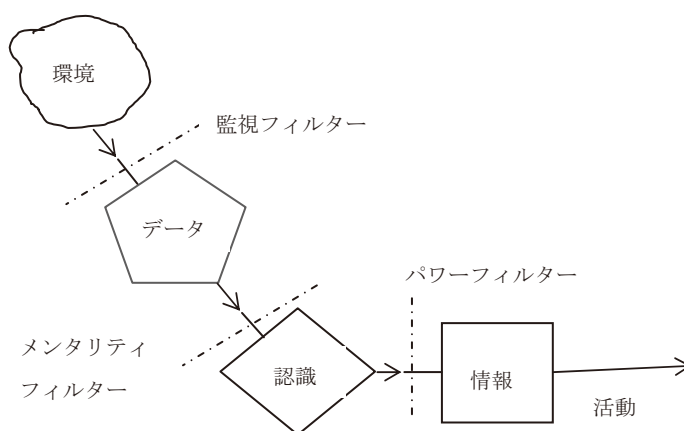 環境
監視フィルター
データ
パワーフィルター
メンタリティ
フィルター
認識
情報
活動